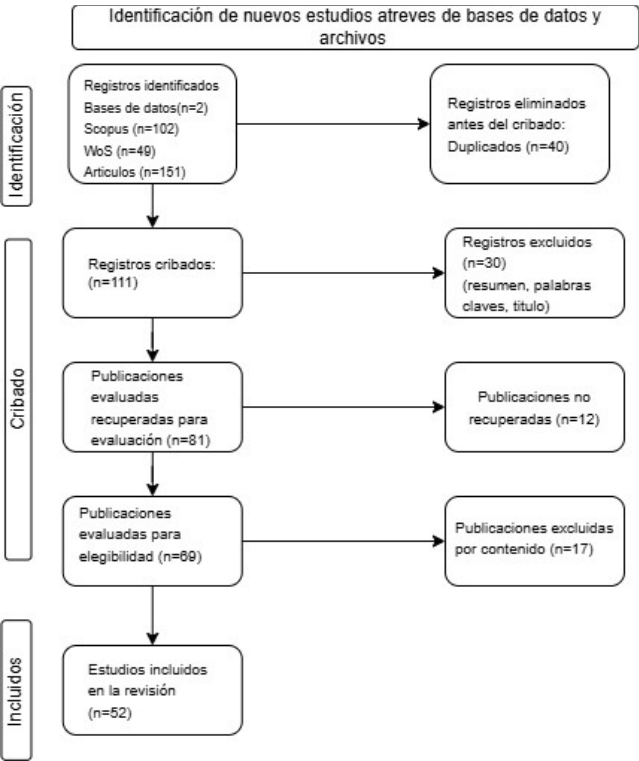 Identificación de nuevos estudios atreves de bases de datos y
archivos
Identificación
Registros identificados
Bases de datos(n=2)
Scopus (n=102)
WoS (n=49)
Articulos (n=151)
Registros eliminados
antes del cribado:
Duplicados (n=40)
Cribado
Registros cribados:
(n=111)
Registros excluidos
(n=30)
(resumen, palabras
claves, titulo)
Publicaciones
evaluadas
recuperadas para
evaluación (n=81)
Publicaciones no
recuperadas (n=12)
Publicaciones
evaluadas para
elegibilidad (n=69)
Publicaciones excluidas
por contenido (n=17)
Incluidos
Estudios incluidos
en la revisión
(n=52)